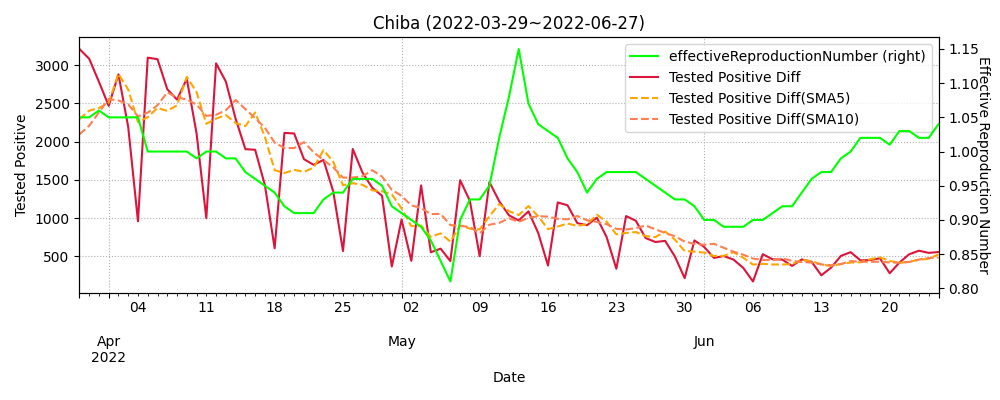 Chiba (2022-03-29~2022-06-27)
effectiveReproductionNumber (right)
Tested Positive Diff
Tested Positive Diff(SMA5)
Tested Positive Diff(SMA10)
Tested Positive
3000
2500
2000
1500
1000
500
1.15
1.10
1.05
1.00
0.95
0.90
0.85
0.80
Effective Reproduction Number
04 11 18 25 02 09 16 23 30 06 13 20
Apr May Jun
2022
Date